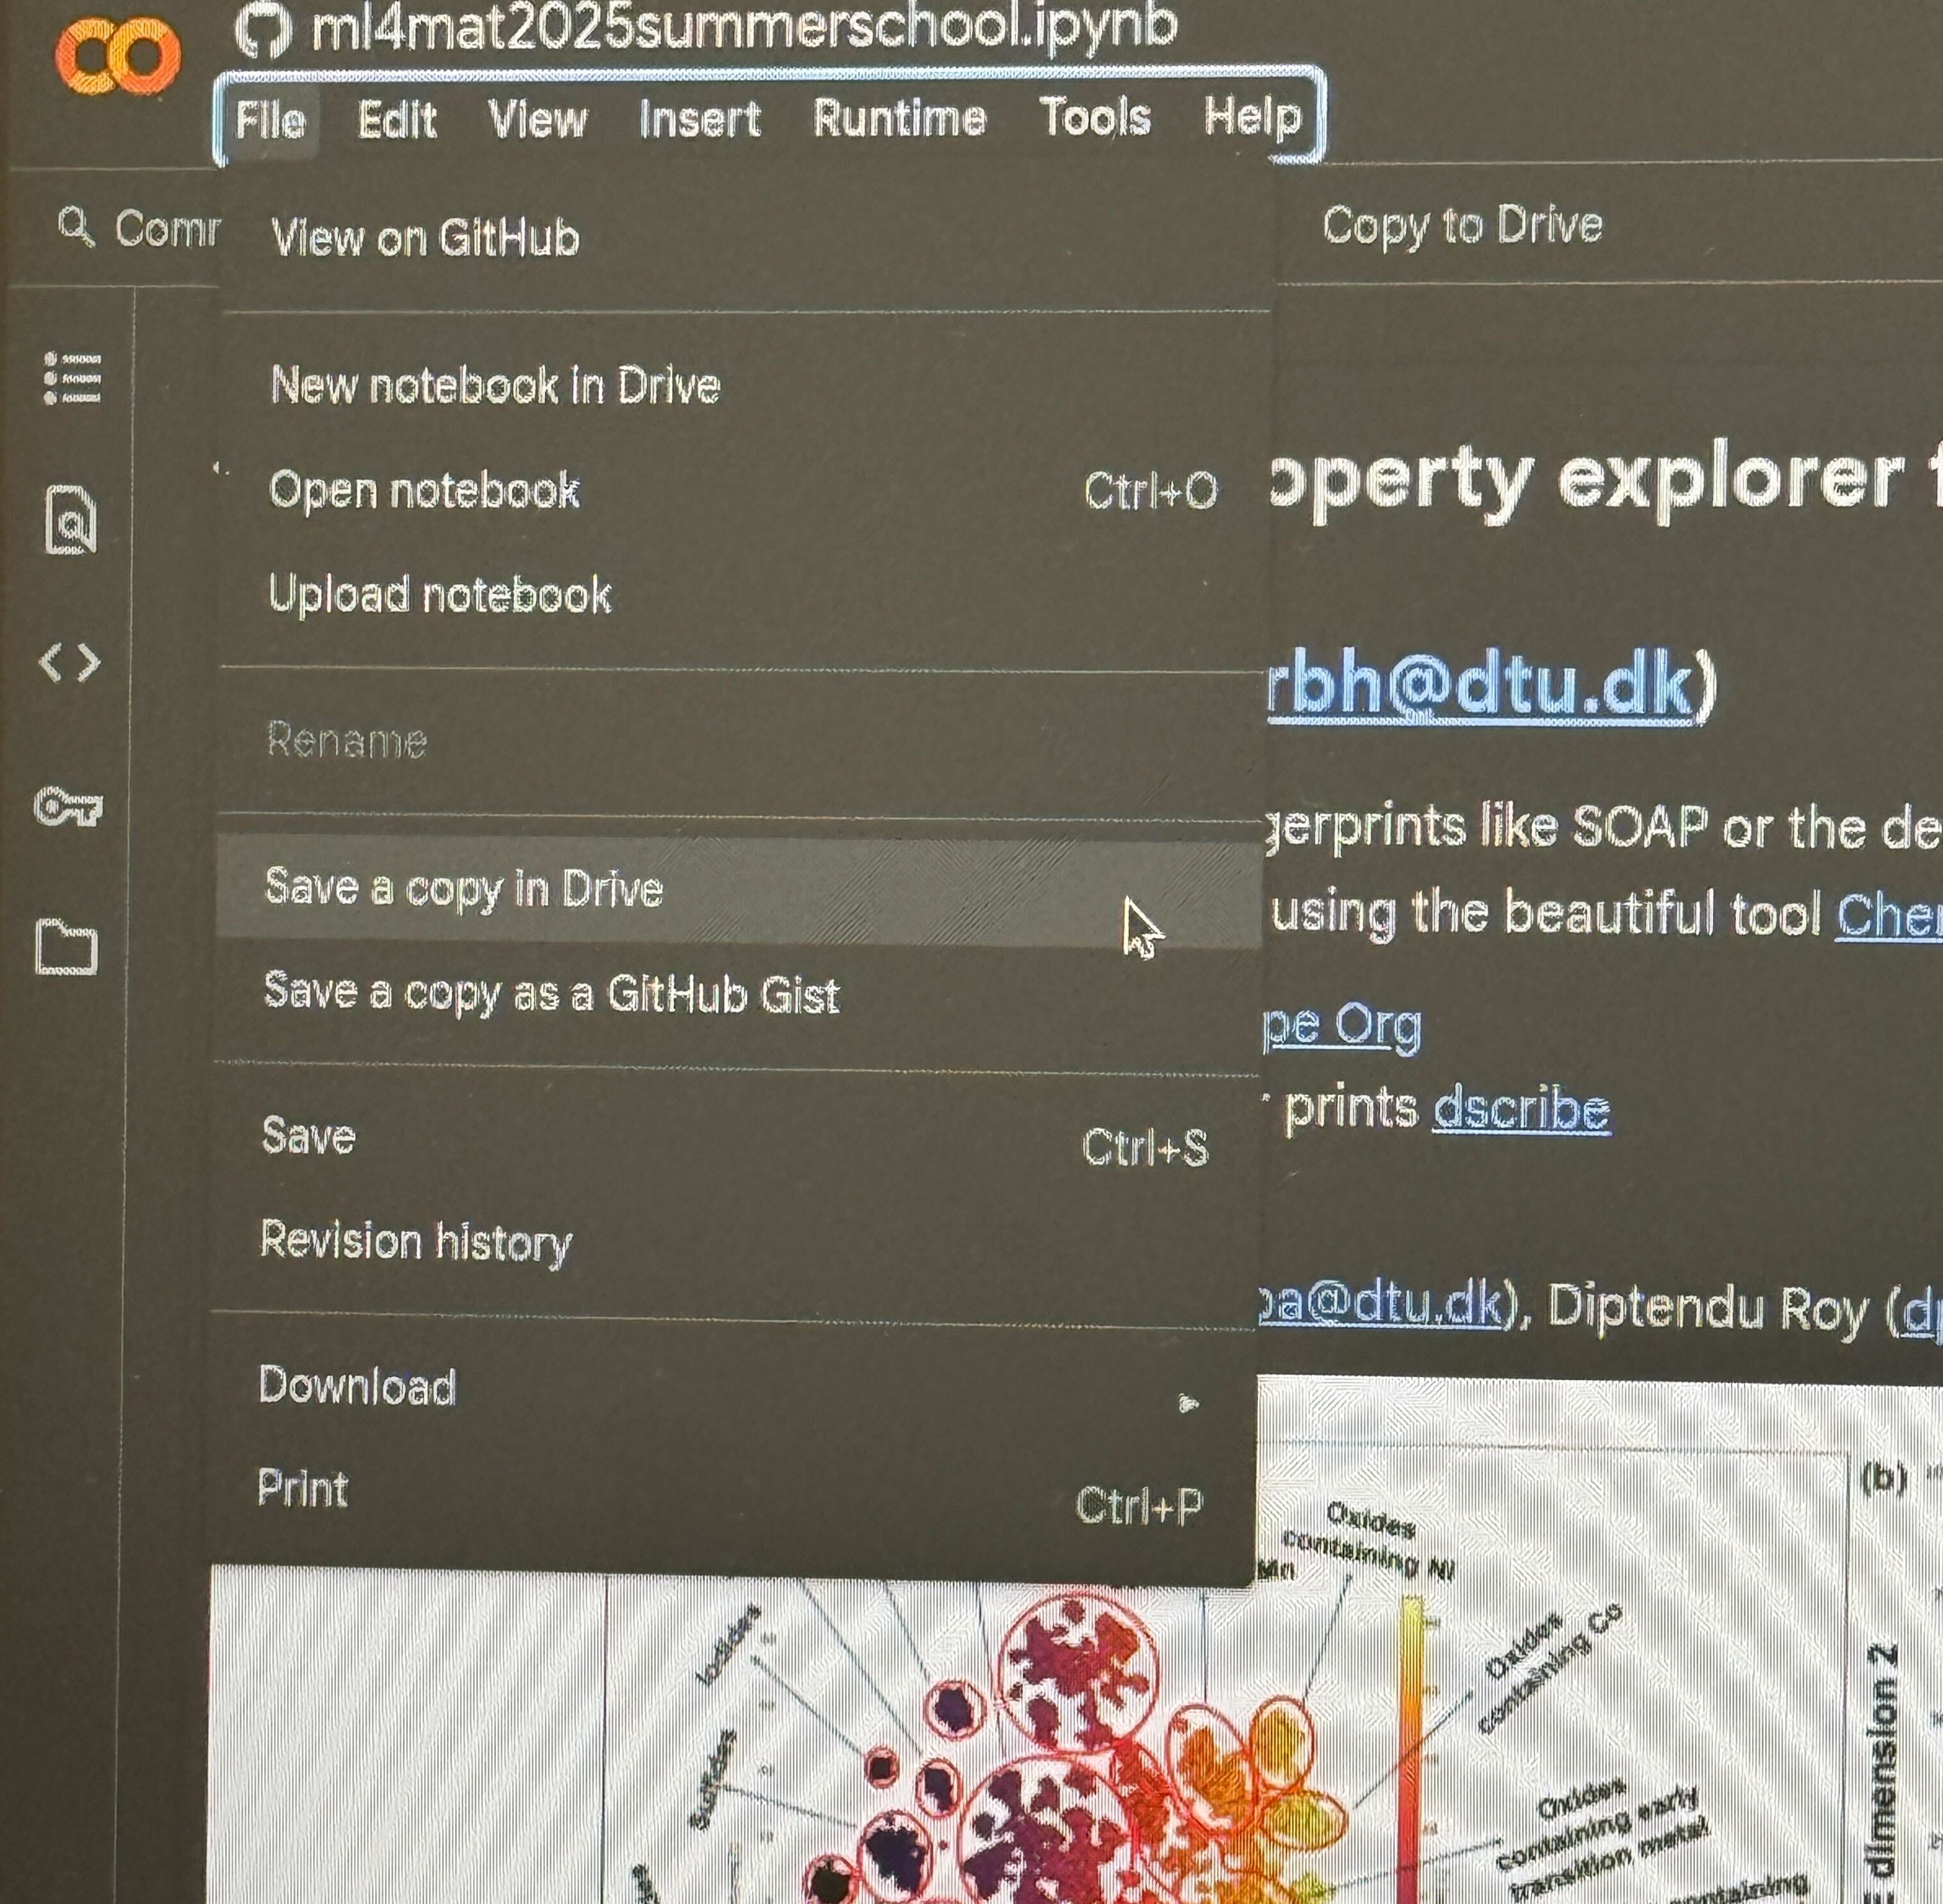 ml4mat2025summerschool.ipynb
File Edit View Insert Runtime Tools Help
Comm
Copy to Drive
View on GitHub
New notebook in Drive
Open notebook Ctrl+O
Upload notebook
Rename
Save a copy in Drive
Save a copy as a GitHub Gist
Save Ctrl+S
Revision history
Download
Print Ctrl+P
operty explorer f
rbh@dtu.dk)
gerprints like SOAP or the de
using the beautiful tool Chem
pe Org
r prints dscribe
pa@dtu.dk), Diptendu Roy (dp
(b)
Mn
Oxides
containing Ni
Oxides
containing Co
Oxides
containing early
transition metal
containing
Iodides
Sulfides
dimension 2